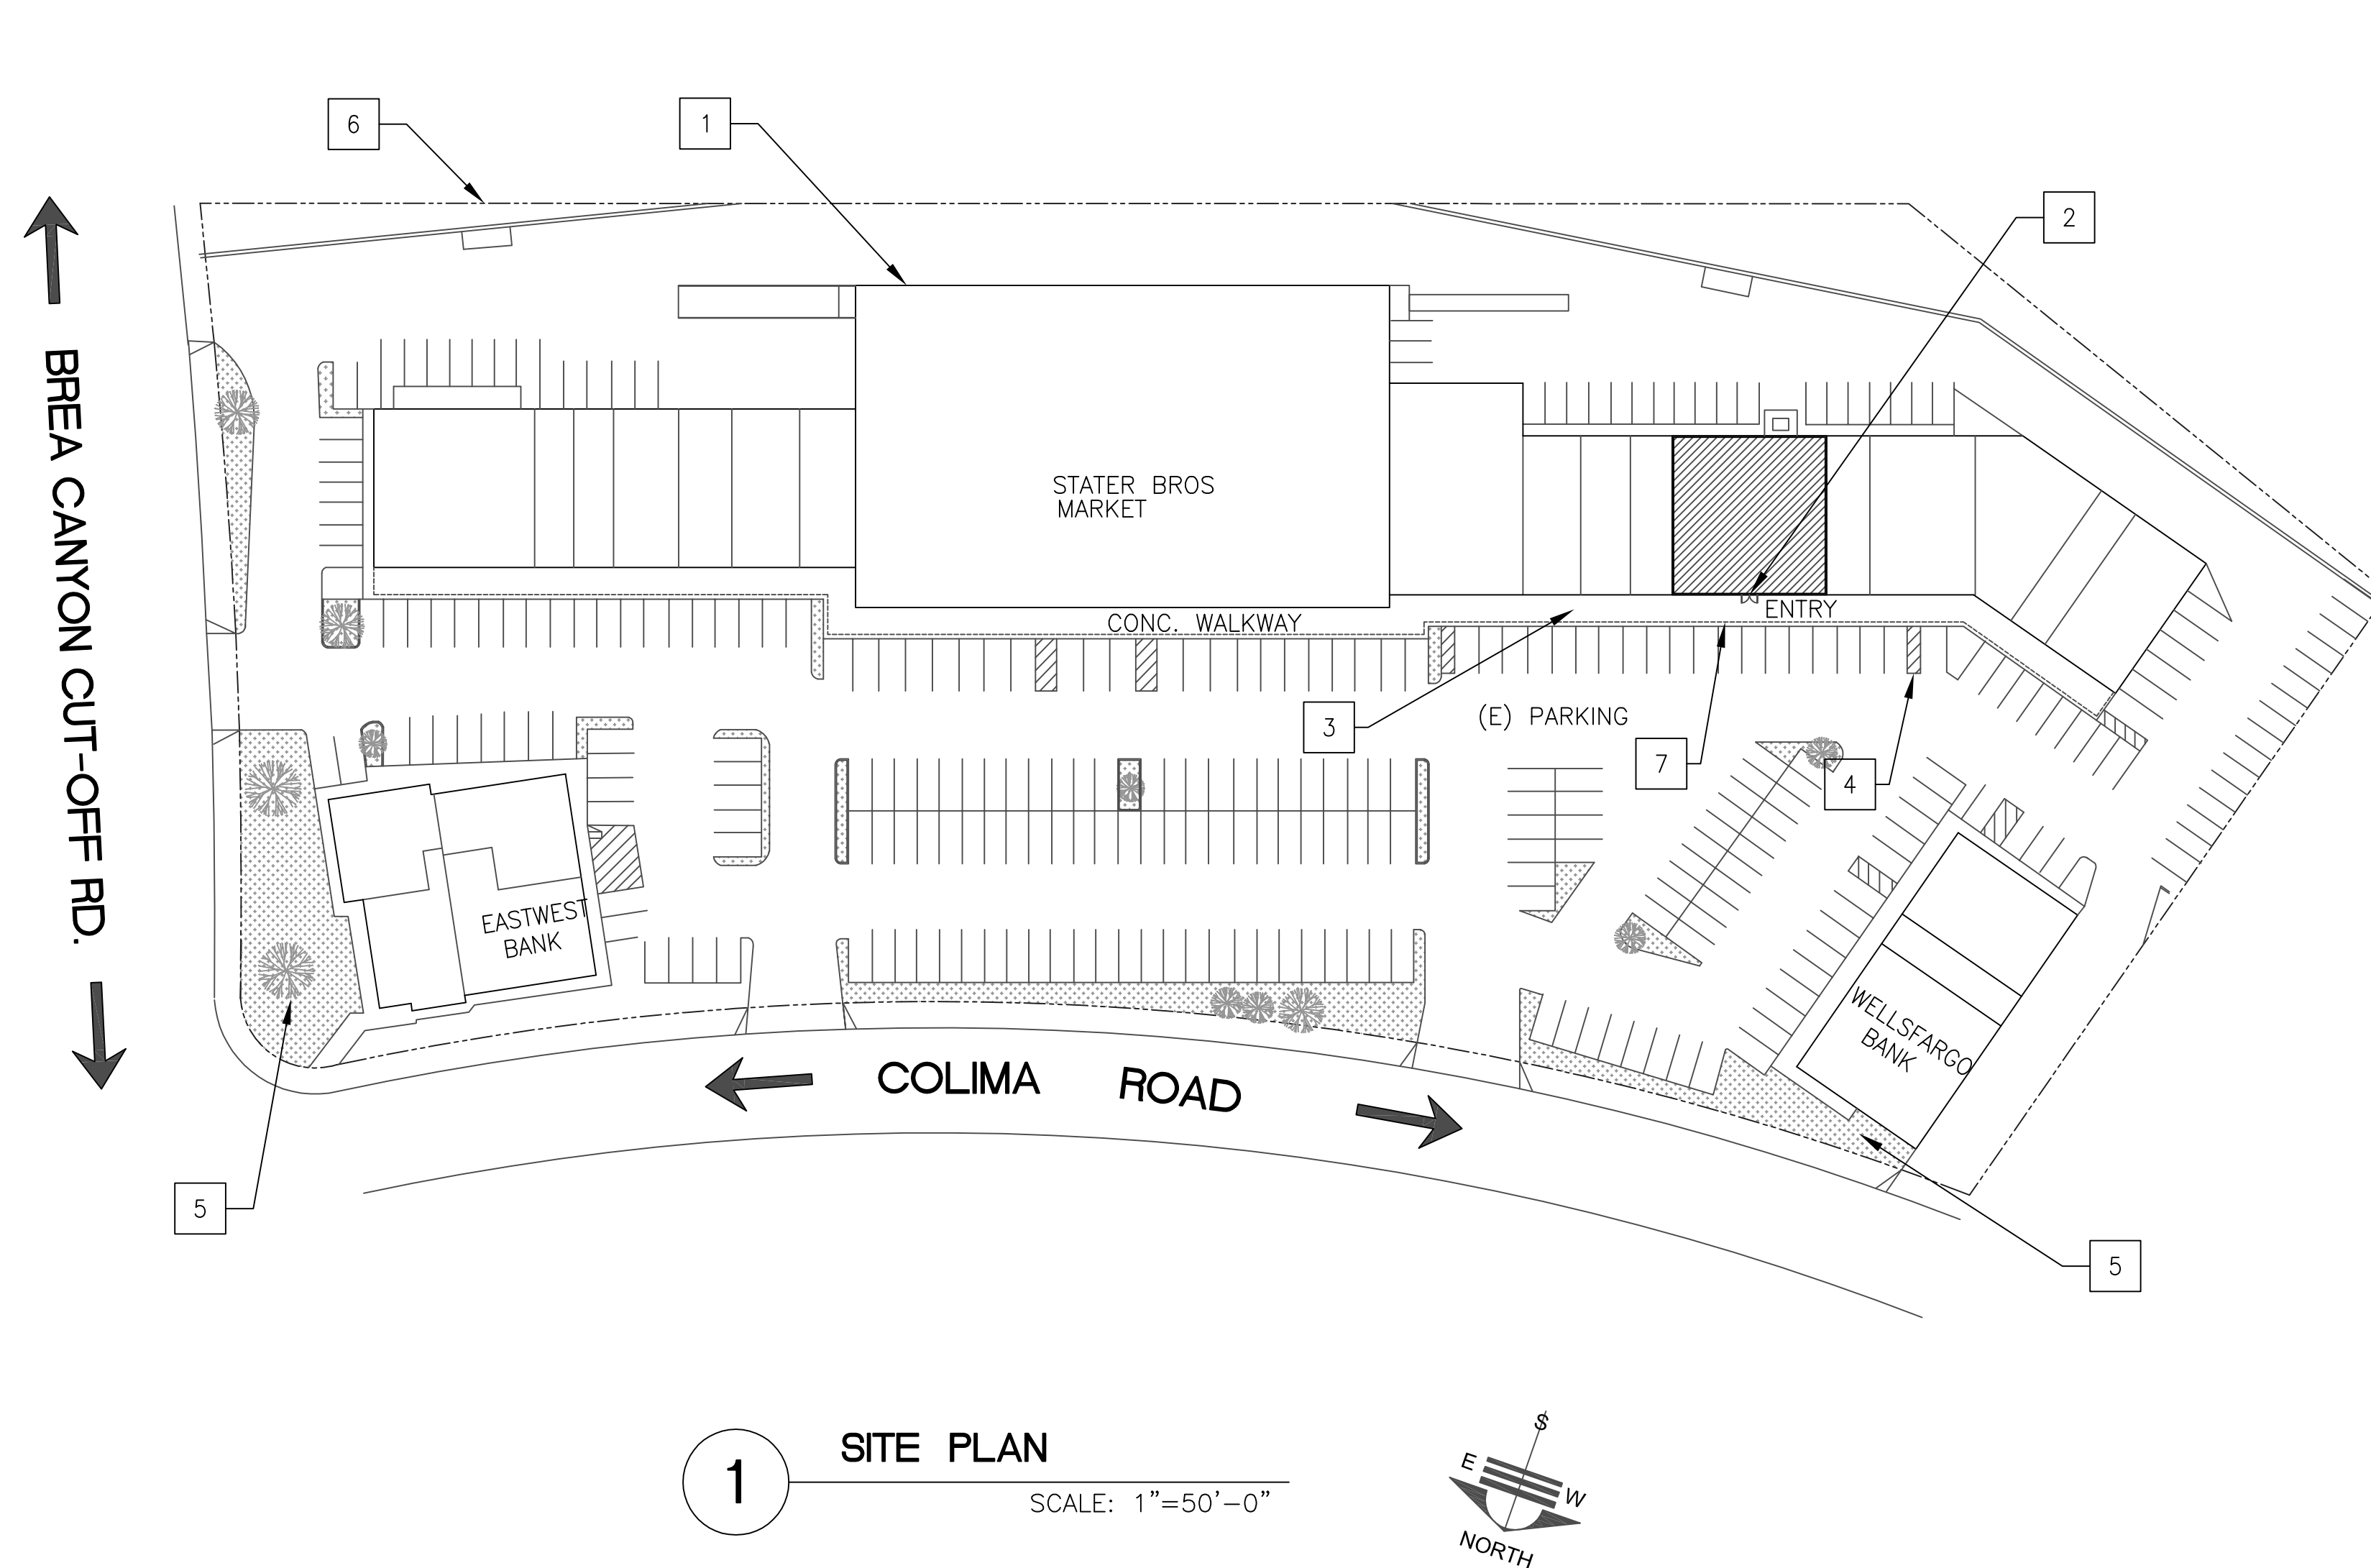 6
1
2
BREA CANYON CUT-OFF RD.
STATER BROS
MARKET
ENTRY
CONC. WALKWAY
3
(E) PARKING
7
4
EASTWEST
BANK
WELLSFARGO
BANK
COLIMA ROAD
5
5
1
SITE PLAN
SCALE: 1"=50'-0"
S
E
W
NORTH